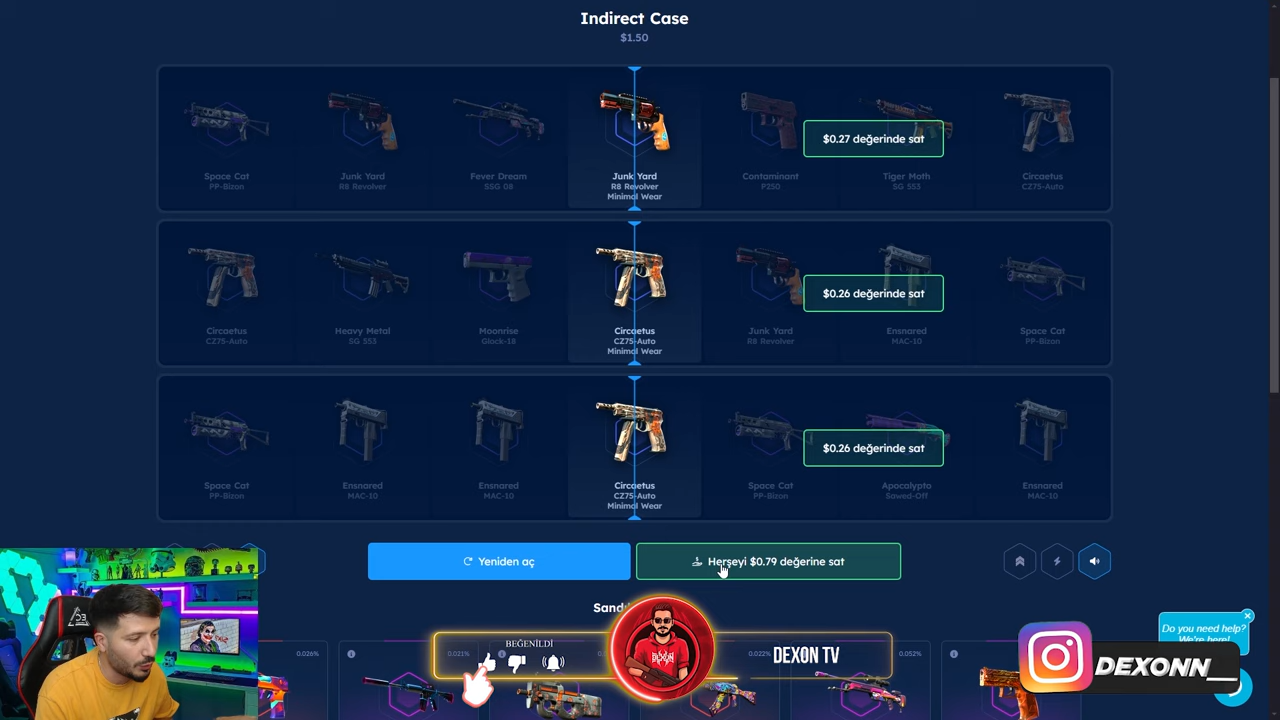 Indirect Case
$1.50
Space Cat
PP-Bizon
Junk Yard
R8 Revolver
Fever Dream
SSG 08
Junk Yard
R8 Revolver
Minimal Wear
Contaminant
P250
Tiger Moth
SG 553
Circaetus
CZ75-Auto
$0.27 değerinde sat
Circaetus
CZ75-Auto
Heavy Metal
SG 553
Moonrise
Glock-18
Circaetus
CZ75-Auto
Minimal Wear
Junk Yard
R8 Revolver
Ensnared
MAC-10
Space Cat
PP-Bizon
$0.26 değerinde sat
Space Cat
PP-Bizon
Ensnared
MAC-10
Ensnared
MAC-10
Circaetus
CZ75-Auto
Minimal Wear
Space Cat
PP-Bizon
Apocalypto
Sawed-Off
Ensnared
MAC-10
$0.26 değerinde sat
Yeniden aç
Herşeyi $0.79 değerine sat
0.026%
0.021%
0.022%
0.052%
BEĞENİLDİ
DEXON TV
Do you need help?
We're here!
DEXONN__